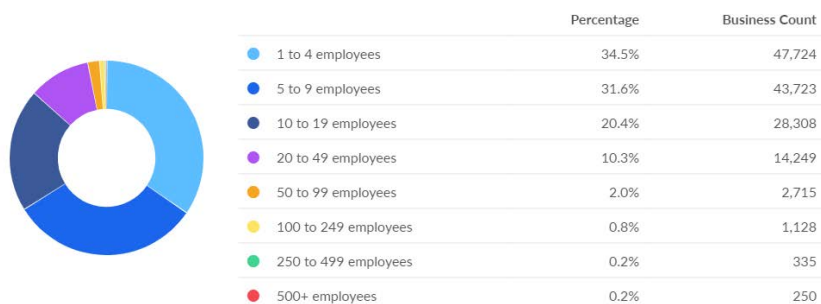 Percentage Business Count
1 to 4 employees 34.5% 47,724
5 to 9 employees 31.6% 43,723
10 to 19 employees 20.4% 28,308
20 to 49 employees 10.3% 14,249
50 to 99 employees 2.0% 2,715
100 to 249 employees 0.8% 1,128
250 to 499 employees 0.2% 335
500+ employees 0.2% 250